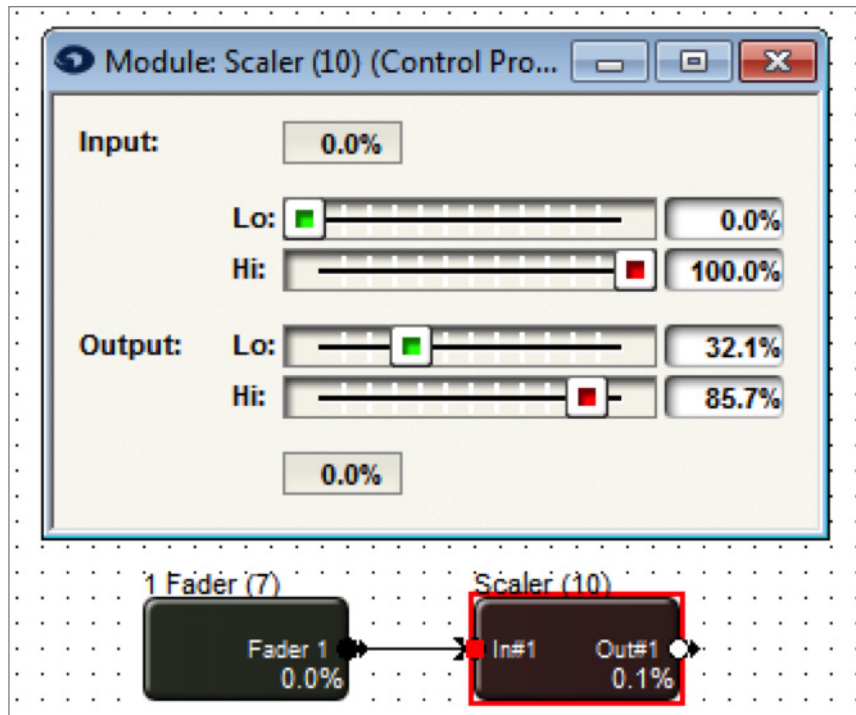 Module: Scaler (10) (Control Pro...
Input: 0.0%
Lo: 0.0%
Hi: 100.0%
Output: Lo: 32.1%
Hi: 85.7%
0.0%
1 Fader (7) Scaler (10)
Fader 1 In#1 Out#1
0.0% 0.1%